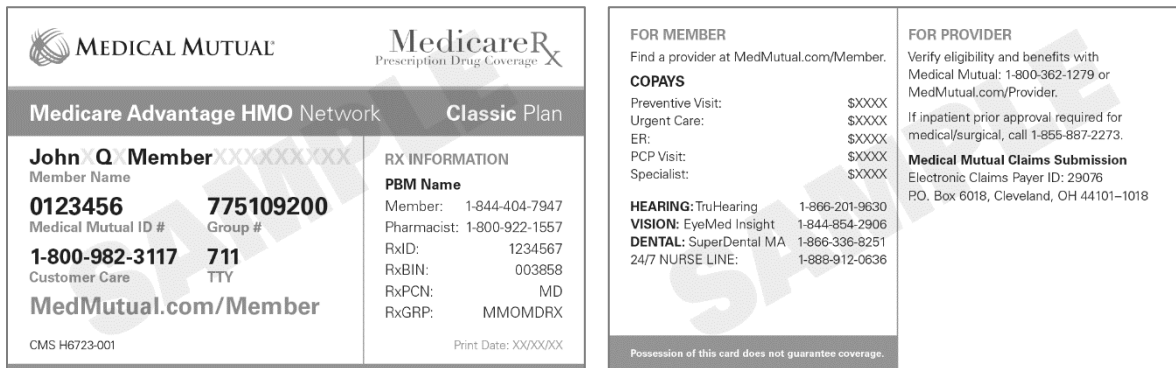 MEDICAL MUTUAL®
MedicareRx
Prescription Drug Coverage
Medicare Advantage HMO Network Classic Plan
John X Q X Member XXXXXXXXX
Member Name
0123456 775109200
Medical Mutual ID # Group #
1-800-982-3117 711
Customer Care TTY
MedMutual.com/Member
CMS H6723-001
RX INFORMATION
PBM Name
Member: 1-844-404-7947
Pharmacist: 1-800-922-1557
RxID: 1234567
RxBIN: 003858
RxPCN: MD
RxGRP: MMOMDRX
Print Date: XX/XX/XX
SAMPLE
FOR MEMBER
Find a provider at MedMutual.com/Member.
COPAYS
Preventive Visit: $XXXX
Urgent Care: $XXXX
ER: $XXXX
PCP Visit: $XXXX
Specialist: $XXXX
HEARING: TruHearing 1-866-201-9630
VISION: EyeMed Insight 1-844-854-2906
DENTAL: SuperDental MA 1-866-336-8251
24/7 NURSE LINE: 1-888-912-0636
Possession of this card does not guarantee coverage.
FOR PROVIDER
Verify eligibility and benefits with
Medical Mutual: 1-800-362-1279 or
MedMutual.com/Provider.
If inpatient prior approval required for
medical/surgical, call 1-855-887-2273.
Medical Mutual Claims Submission
Electronic Claims Payer ID: 29076
P.O. Box 6018, Cleveland, OH 44101–1018
SAMPLE